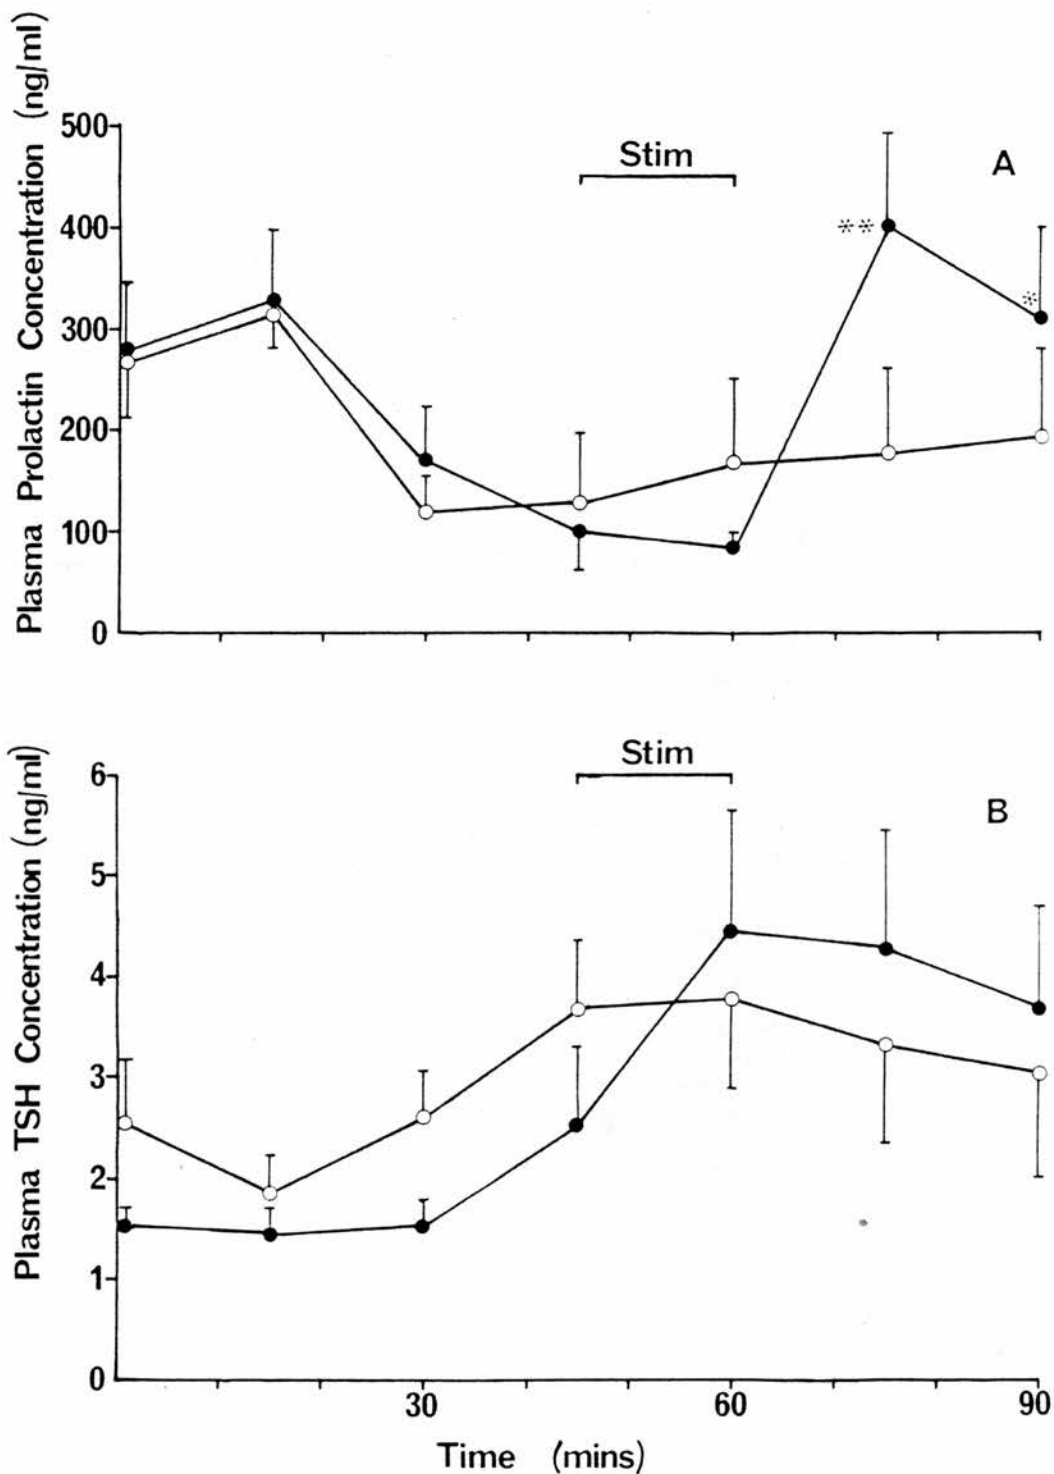 Plasma Prolactin Concentration (ng/ml)
500
400
300
200
100
0
Stim
A
**
*
Plasma TSH Concentration (ng/ml)
6
5
4
3
2
1
0
Stim
B
30
60
90
Time (mins)